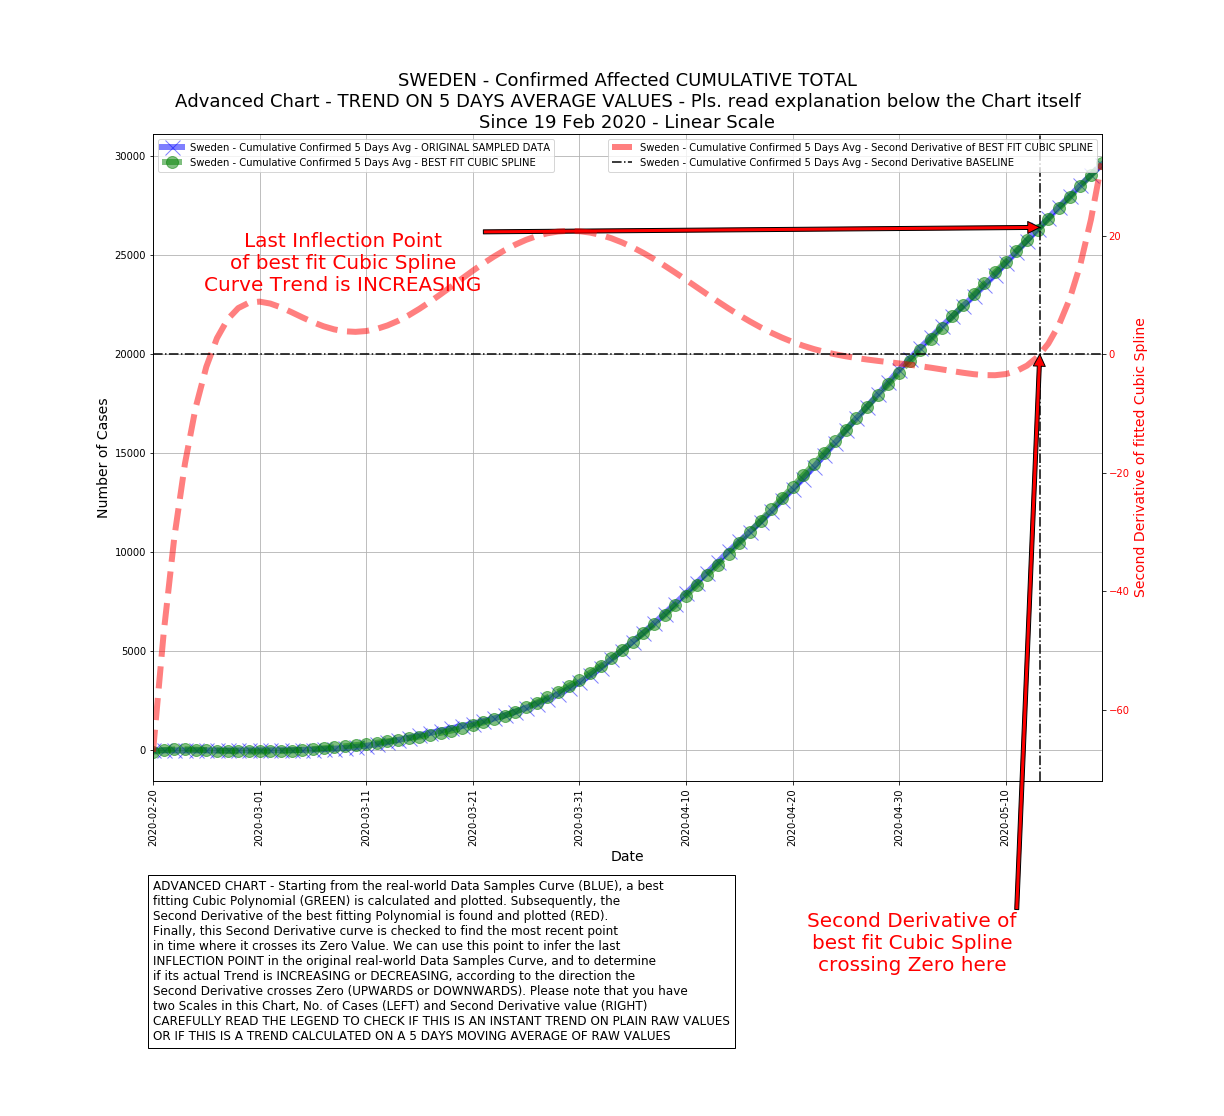 SWEDEN - Confirmed Affected CUMULATIVE TOTAL
Advanced Chart - TREND ON 5 DAYS AVERAGE VALUES - Pls. read explanation below the Chart itself
Since 19 Feb 2020 - Linear Scale
Sweden - Cumulative Confirmed 5 Days Avg - ORIGINAL SAMPLED DATA
Sweden - Cumulative Confirmed 5 Days Avg - BEST FIT CUBIC SPLINE
Sweden - Cumulative Confirmed 5 Days Avg - Second Derivative of BEST FIT CUBIC SPLINE
Sweden - Cumulative Confirmed 5 Days Avg - Second Derivative BASELINE
Last Inflection Point
of best fit Cubic Spline
Curve Trend is INCREASING
Number of Cases
30000
25000
20000
15000
10000
5000
0
20
0
−20
−40
−60
Second Derivative of fitted Cubic Spline
2020-02-20
2020-03-01
2020-03-11
2020-03-21
2020-03-31
2020-04-10
2020-04-20
2020-04-30
2020-05-10
Date
ADVANCED CHART - Starting from the real-world Data Samples Curve (BLUE), a best
fitting Cubic Polynomial (GREEN) is calculated and plotted. Subsequently, the
Second Derivative of the best fitting Polynomial is found and plotted (RED).
Finally, this Second Derivative curve is checked to find the most recent point
in time where it crosses its Zero Value. We can use this point to infer the last
INFLECTION POINT in the original real-world Data Samples Curve, and to determine
if its actual Trend is INCREASING or DECREASING, according to the direction the
Second Derivative crosses Zero (UPWARDS or DOWNWARDS). Please note that you have
two Scales in this Chart, No. of Cases (LEFT) and Second Derivative value (RIGHT)
CAREFULLY READ THE LEGEND TO CHECK IF THIS IS AN INSTANT TREND ON PLAIN RAW VALUES
OR IF THIS IS A TREND CALCULATED ON A 5 DAYS MOVING AVERAGE OF RAW VALUES
Second Derivative of
best fit Cubic Spline
crossing Zero here